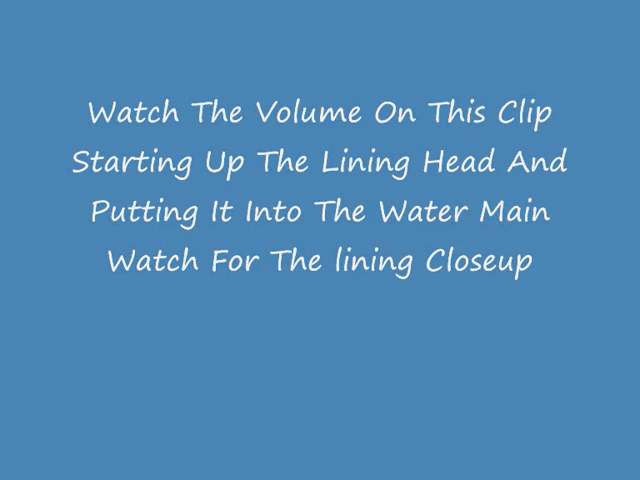 Watch The Volume On This Clip
Starting Up The Lining Head And
Putting It Into The Water Main
Watch For The lining Closeup